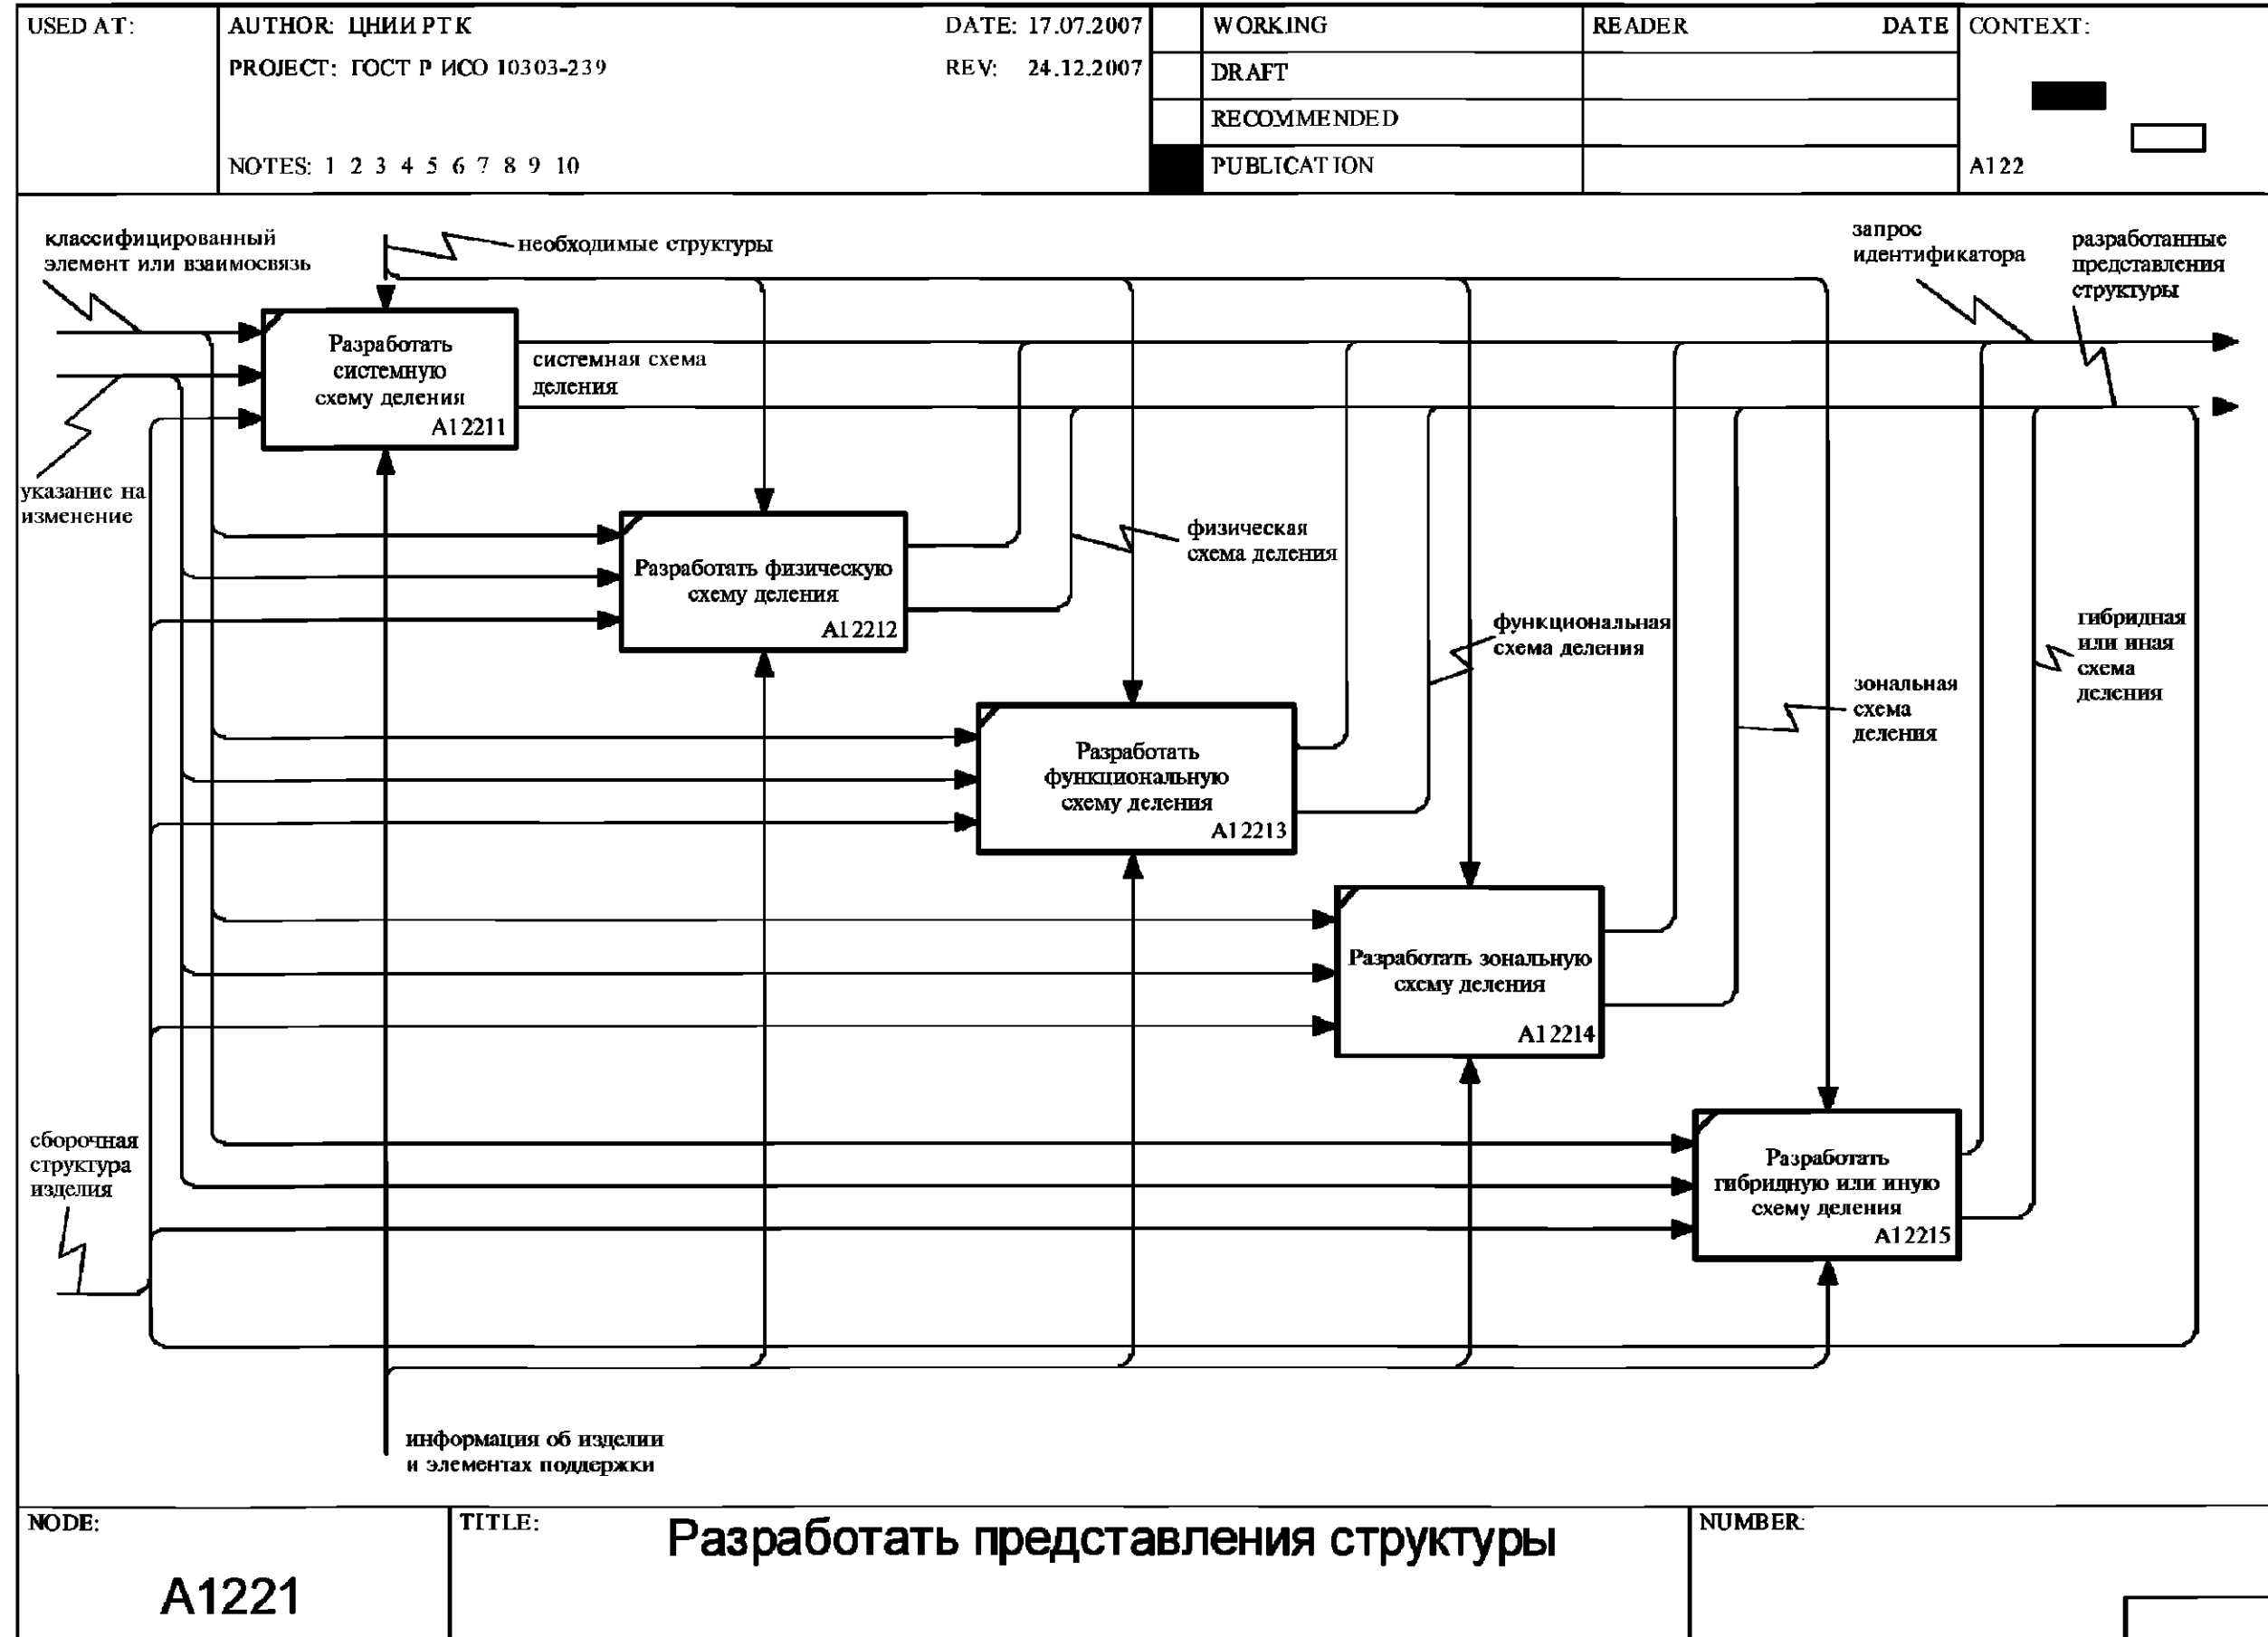 USED AT:
AUTHOR: ЦНИИ РТК
DATE: 17.07.2007
PROJECT: ГОСТ Р ИСО 10303-239
REV: 24.12.2007
NOTES: 1 2 3 4 5 6 7 8 9 10
WORKING
DRAFT
RECOMMENDED
PUBLICATION
READER
DATE
CONTEXT:
A122
классифицированный
элемент или взаимосвязь
необходимые структуры
запрос
идентификатора
разработанные
представления
структуры
Разработать
системную
схему деления
A12211
системная схема
деления
указание на
изменение
Разработать физическую
схему деления
A12212
физическая
схема деления
Разработать
функциональную
схему деления
A12213
функциональная
схема деления
Разработать зональную
схему деления
A12214
зональная
схема
деления
гибридная
или иная
схема
деления
Разработать
гибридную или иную
схему деления
A12215
сборочная
структура
изделия
информация об изделии
и элементах поддержки
NODE:
A1221
TITLE:
Разработать представления структуры
NUMBER: